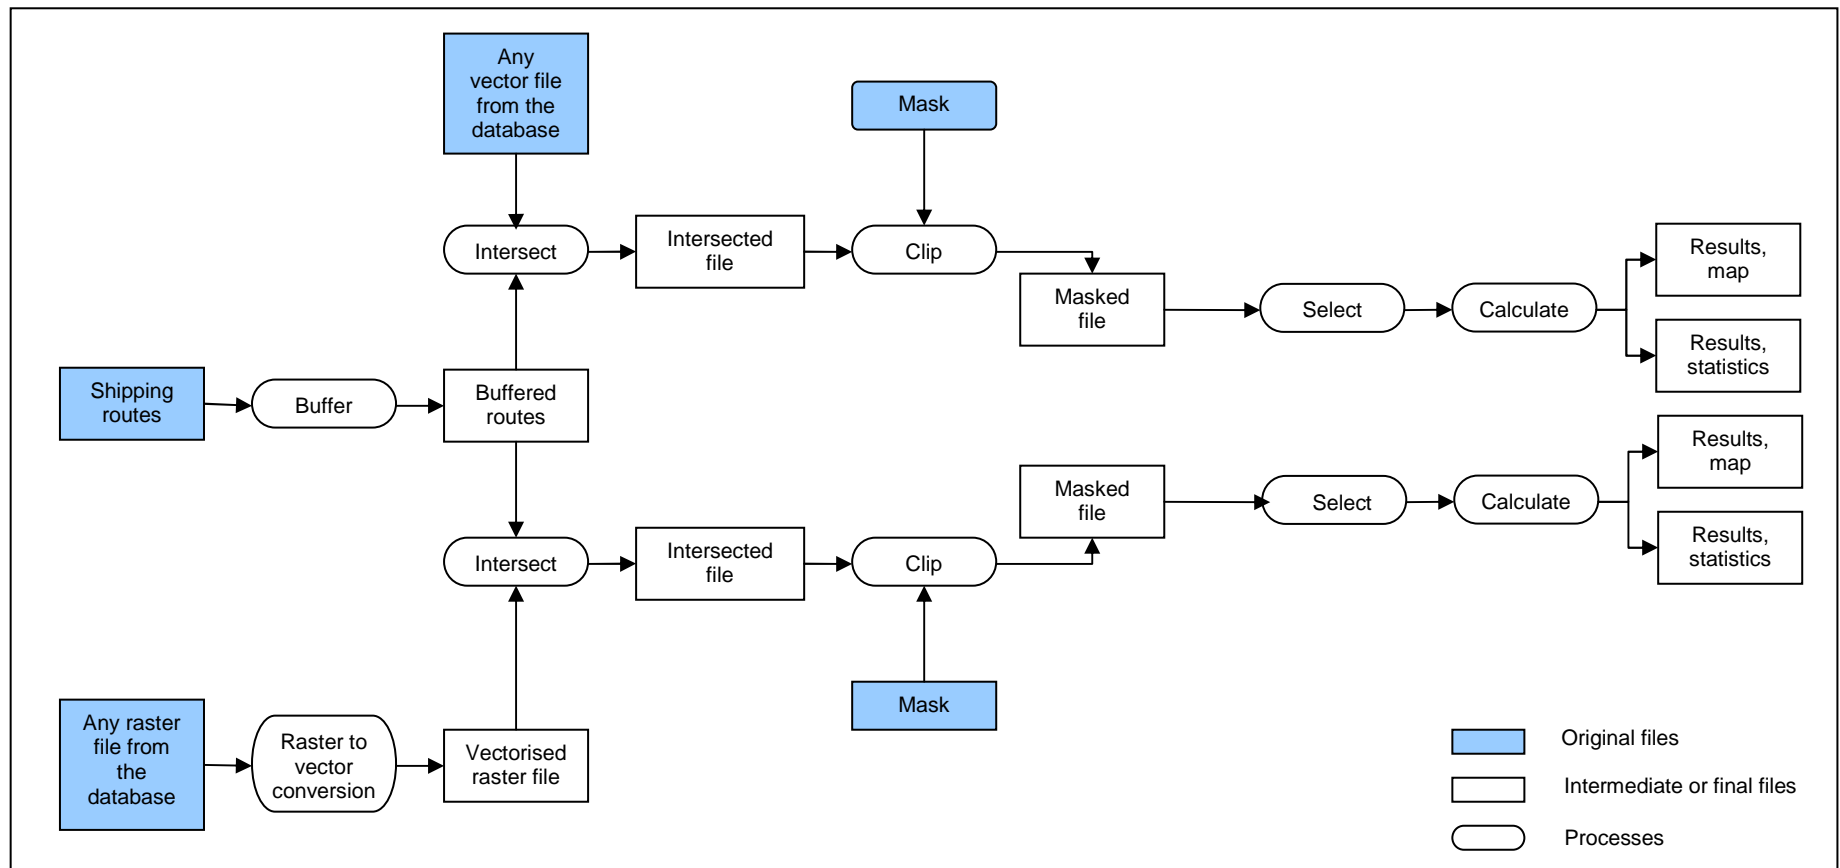 Any
vector file
from the
database
Mask
Intersect
Intersected
file
Clip
Masked
file
Select
Calculate
Results,
map
Results,
statistics
Shipping
routes
Buffer
Buffered
routes
Intersect
Intersected
file
Clip
Masked
file
Select
Calculate
Results,
map
Results,
statistics
Mask
Any raster
file from
the
database
Raster to
vector
conversion
Vectorised
raster file
Original files
Intermediate or final files
Processes